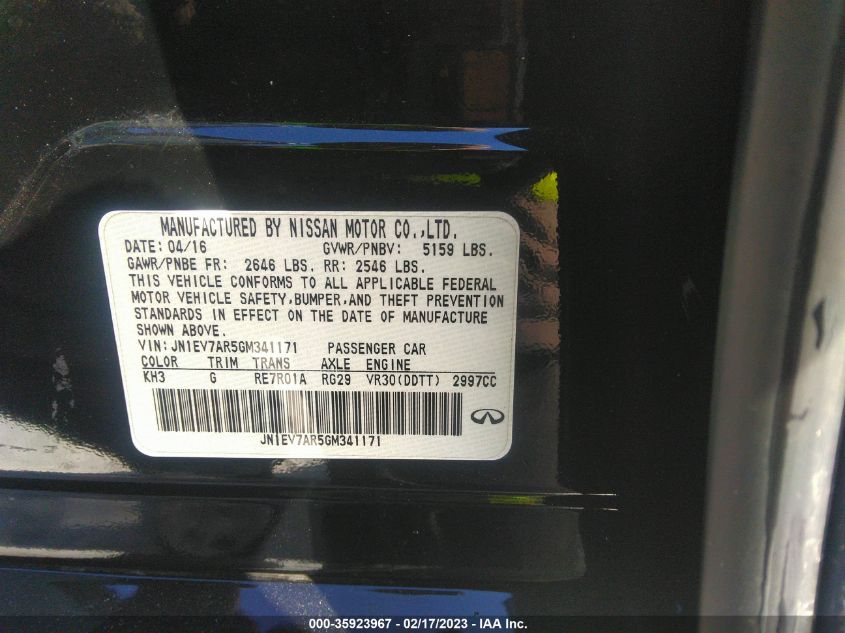 MANUFACTURED BY NISSAN MOTOR CO.,LTD.
DATE: 04/16 GVWR/PNBV: 5159 LBS.
GAWR/PNBE FR: 2646 LBS. RR: 2546 LBS.
THIS VEHICLE CONFORMS TO ALL APPLICABLE FEDERAL
MOTOR VEHICLE SAFETY,BUMPER,AND THEFT PREVENTION
STANDARDS IN EFFECT ON THE DATE OF MANUFACTURE
SHOWN ABOVE.
VIN: JN1EV7AR5GM341171 PASSENGER CAR
COLOR TRIM TRANS AXLE ENGINE
KH3 G RE7R01A RG29 VR30(DDTT) 2997CC
JN1EV7AR5GM341171
000-35923967 - 02/17/2023 - IAA Inc.